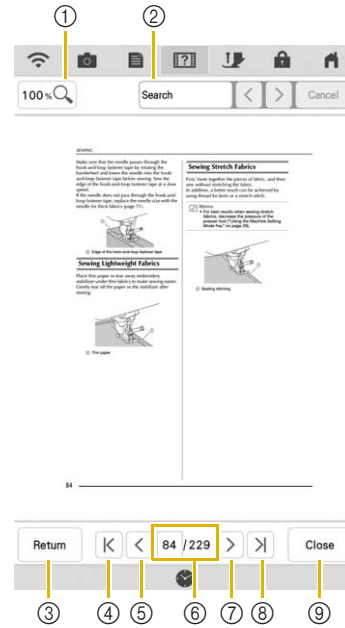 ① ②
100 % Search < > Cancel
SEWING
Make sure that the needle passes through the
hook-and-loop fastener tape by rotating the
handwheel and lower the needle into the hook-
and-loop fastener tape before sewing. Sew the
edge of the hook-and-loop fastener tape at a slow
speed.
If the needle does not pass through the hook-and-
loop fastener tape, replace the needle size with the
needle for thick fabrics (page 71).
① Edge of the hook-and-loop fastener tape
Sewing Lightweight Fabrics
Place thin paper or tear away embroidery
stabilizer under thin fabrics to make sewing easier.
Gently tear off the paper or the stabilizer after
sewing.
① Thin paper
Sewing Stretch Fabrics
First, baste together the pieces of fabric, and then
sew without stretching the fabric.
In addition, a better result can be achieved by
using thread for knits or a stretch stitch.
Memo
• For best results when sewing stretch
fabrics, decrease the pressure of the
presser foot ("Using the Machine Setting
Mode Key" on page 29).
① Basting stitching
84
Return 84 /229 Close
③ ④ ⑤ ⑥ ⑦ ⑧ ⑨